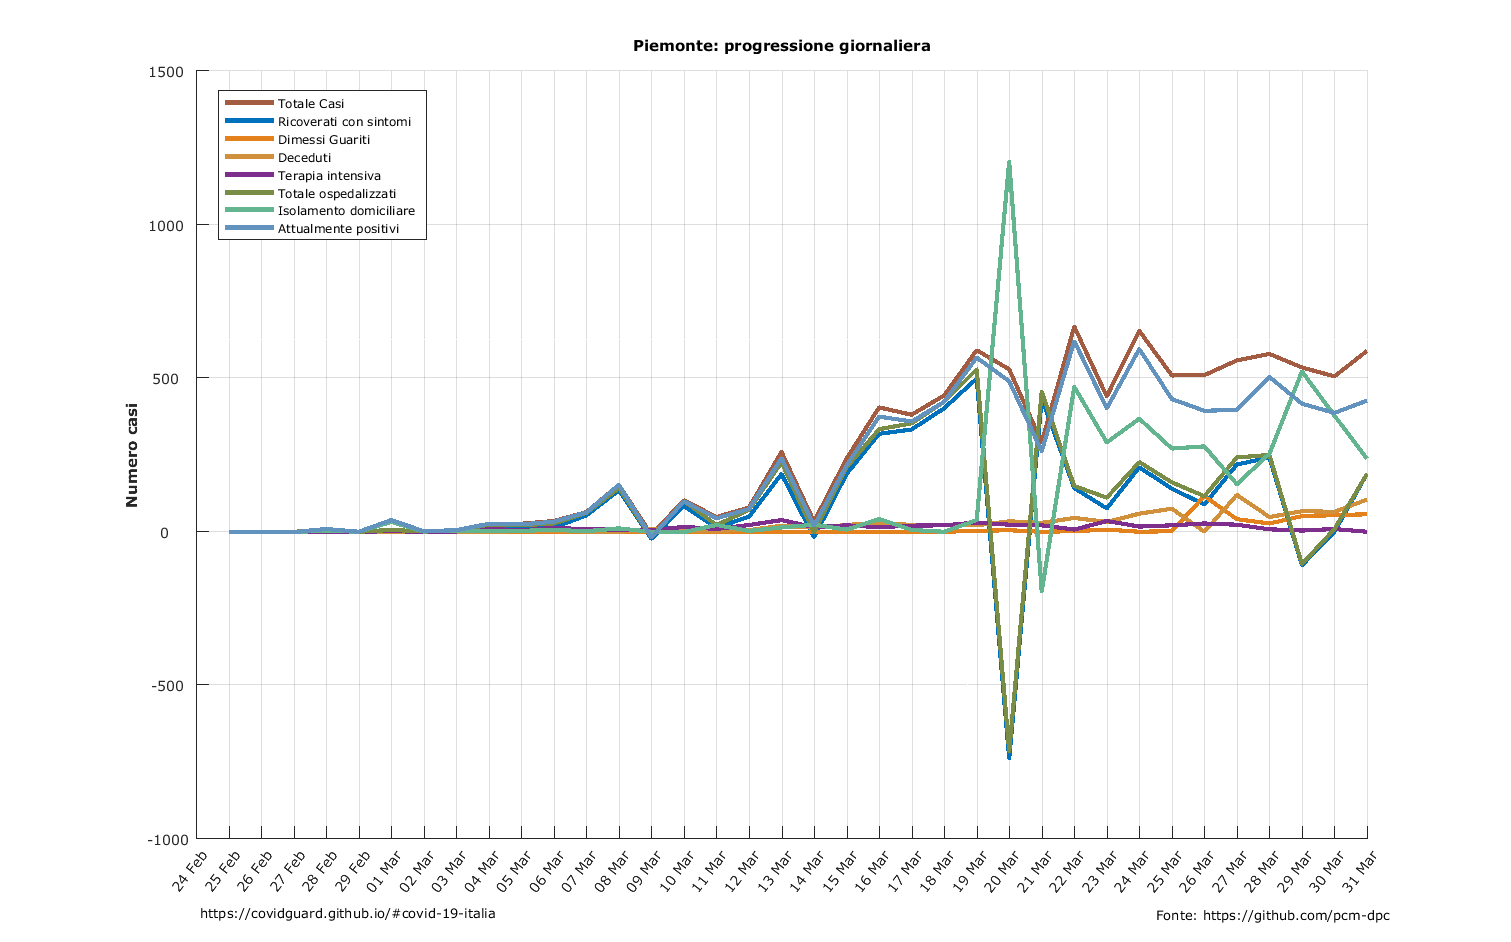 Piemonte: progressione giornaliera
1500
1000
500
0
-500
-1000
Numero casi
Totale Casi
Ricoverati con sintomi
Dimessi Guariti
Deceduti
Terapia intensiva
Totale ospedalizzati
Isolamento domiciliare
Attualmente positivi
24 Feb
25 Feb
26 Feb
27 Feb
28 Feb
29 Feb
01 Mar
02 Mar
03 Mar
04 Mar
05 Mar
06 Mar
07 Mar
08 Mar
09 Mar
10 Mar
11 Mar
12 Mar
13 Mar
14 Mar
15 Mar
16 Mar
17 Mar
18 Mar
19 Mar
20 Mar
21 Mar
22 Mar
23 Mar
24 Mar
25 Mar
26 Mar
27 Mar
28 Mar
29 Mar
30 Mar
31 Mar
https://covidguard.github.io/#covid-19-italia
Fonte: https://github.com/pcm-dpc